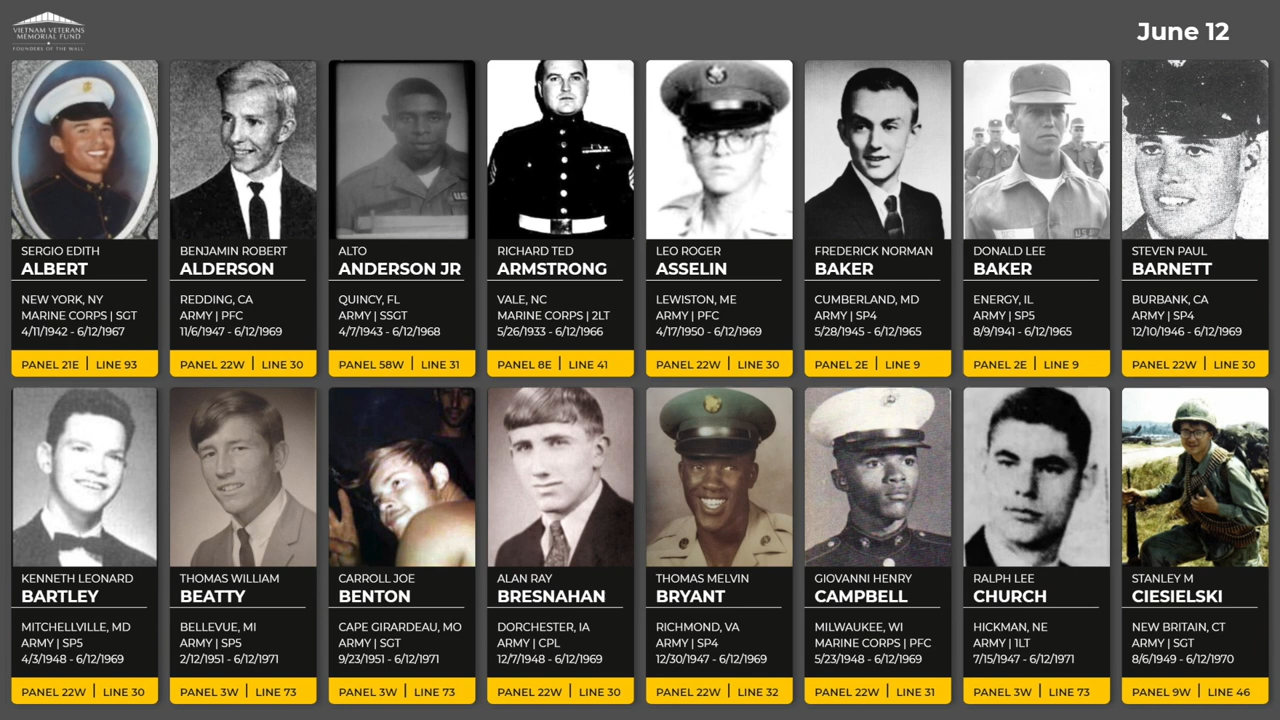 VIETNAM VETERANS
MEMORIAL FUND
FOUNDERS OF THE WALL
June 12
SERGIO EDITH
ALBERT
NEW YORK, NY
MARINE CORPS | SGT
4/11/1942 - 6/12/1967
PANEL 21E | LINE 93
BENJAMIN ROBERT
ALDERSON
REDDING, CA
ARMY | PFC
11/6/1947 - 6/12/1969
PANEL 22W | LINE 30
ALTO
ANDERSON JR
QUINCY, FL
ARMY | SSGT
4/7/1943 - 6/12/1968
PANEL 58W | LINE 31
RICHARD TED
ARMSTRONG
VALE, NC
MARINE CORPS | 2LT
5/26/1933 - 6/12/1966
PANEL 8E | LINE 41
LEO ROGER
ASSELIN
LEWISTON, ME
ARMY | PFC
4/17/1950 - 6/12/1969
PANEL 22W | LINE 30
FREDERICK NORMAN
BAKER
CUMBERLAND, MD
ARMY | SP4
5/28/1945 - 6/12/1965
PANEL 2E | LINE 9
US
DONALD LEE
BAKER
ENERGY, IL
ARMY | SP5
8/9/1941 - 6/12/1965
PANEL 2E | LINE 9
STEVEN PAUL
BARNETT
BURBANK, CA
ARMY | SP4
12/10/1946 - 6/12/1969
PANEL 22W | LINE 30
KENNETH LEONARD
BARTLEY
MITCHELLVILLE, MD
ARMY | SP5
4/3/1948 - 6/12/1969
PANEL 22W | LINE 30
THOMAS WILLIAM
BEATTY
BELLEVUE, MI
ARMY | SP5
2/12/1951 - 6/12/1971
PANEL 3W | LINE 73
CARROLL JOE
BENTON
CAPE GIRARDEAU, MO
ARMY | SGT
9/23/1951 - 6/12/1971
PANEL 3W | LINE 73
ALAN RAY
BRESNAHAN
DORCHESTER, IA
ARMY | CPL
12/7/1948 - 6/12/1969
PANEL 22W | LINE 30
THOMAS MELVIN
BRYANT
RICHMOND, VA
ARMY | SP4
12/30/1947 - 6/12/1969
PANEL 22W | LINE 32
GIOVANNI HENRY
CAMPBELL
MILWAUKEE, WI
MARINE CORPS | PFC
5/23/1948 - 6/12/1969
PANEL 22W | LINE 31
RALPH LEE
CHURCH
HICKMAN, NE
ARMY | 1LT
7/15/1947 - 6/12/1971
PANEL 3W | LINE 73
STANLEY M
CIESIELSKI
NEW BRITAIN, CT
ARMY | SGT
8/6/1949 - 6/12/1970
PANEL 9W | LINE 46